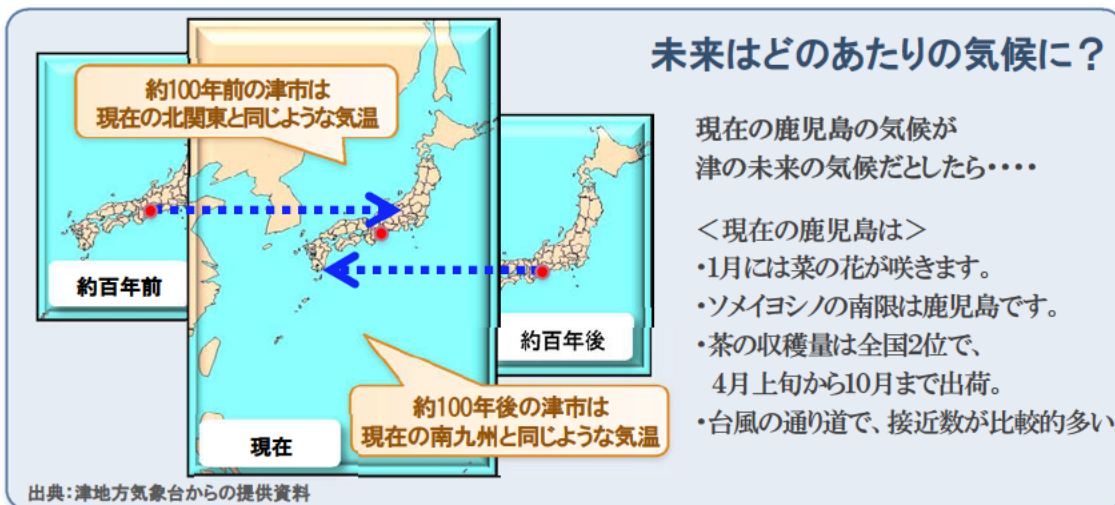 未来はどのあたりの気候に？
約100年前の津市は
現在の北関東と同じような気温
約百年前
現在
約百年後
約100年後の津市は
現在の南九州と同じような気温
現在の鹿児島の気候が
津の未来の気候だとしたら････
＜現在の鹿児島は＞
・1月には菜の花が咲きます。
・ソメイヨシノの南限は鹿児島です。
・茶の収穫量は全国2位で、
4月上旬から10月まで出荷。
・台風の通り道で、接近数が比較的多い
出典：津地方気象台からの提供資料